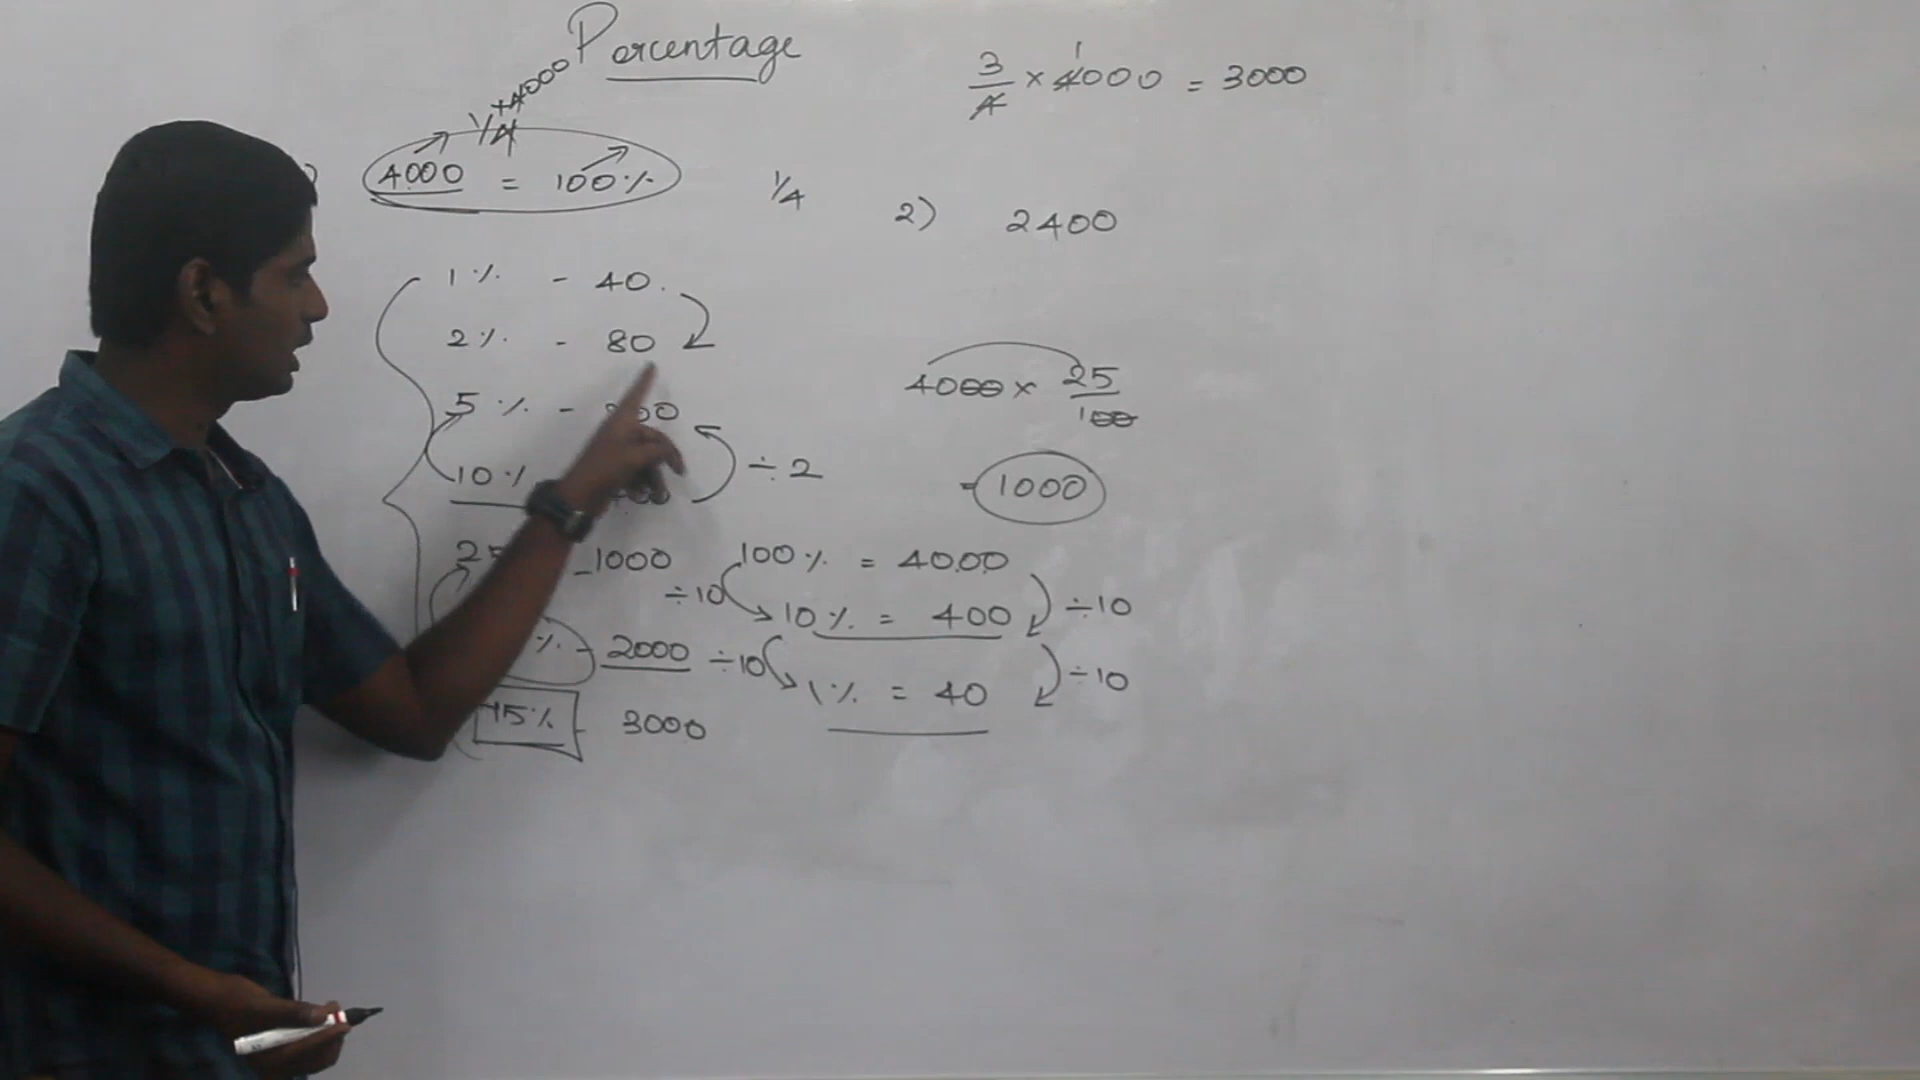 Percentage
1/4 × 4000
4000 = 100%
1% - 40.
2% - 80
5% -
10%
÷ 2
1000
% - 2000
3000
1/4
3/4 × 4000 = 3000
1
2) 2400
4000 × 25/100
= 1000
100% = 4000
÷10 10% = 400 ÷10
÷10 1% = 40 ÷10